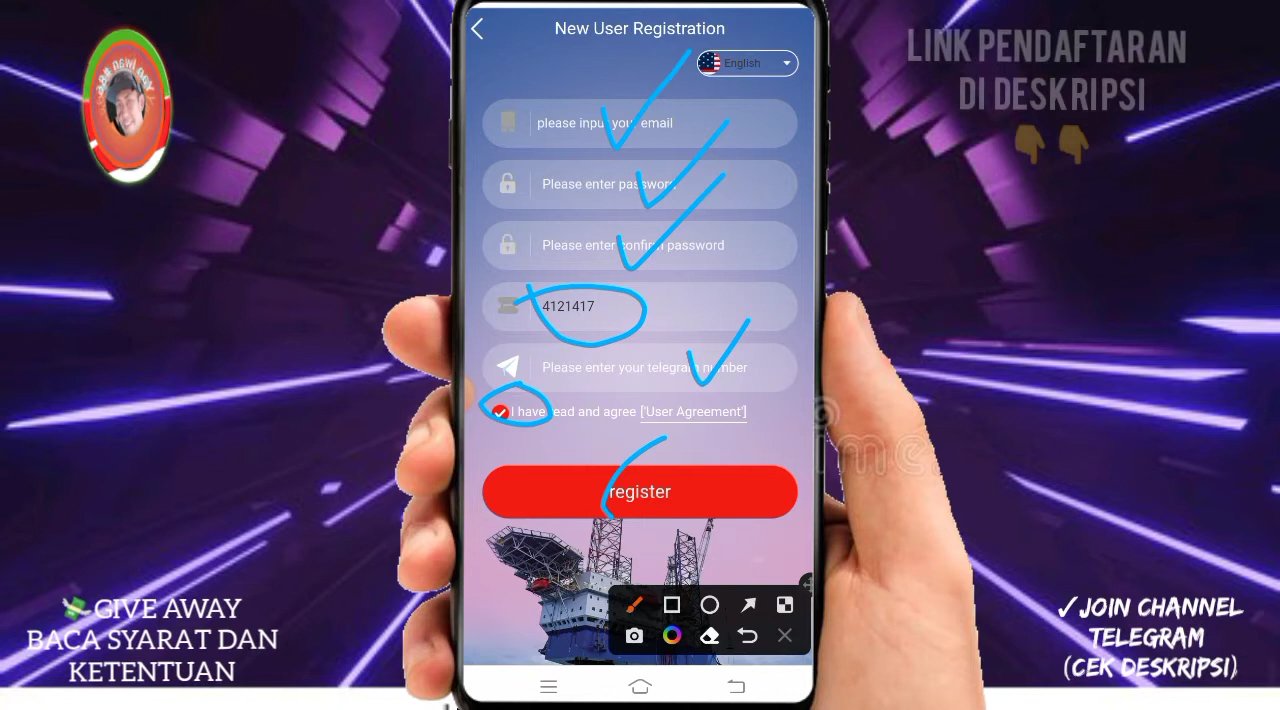 New User Registration
English
LINK PENDAFTARAN
DI DESKRIPSI
please input your email
Please enter password
Please enter confirm password
4121417
Please enter your telegram number
I have read and agree ['User Agreement']
register
GIVE AWAY
BACA SYARAT DAN
KETENTUAN
✓JOIN CHANNEL
TELEGRAM
(CEK DESKRIPSI)